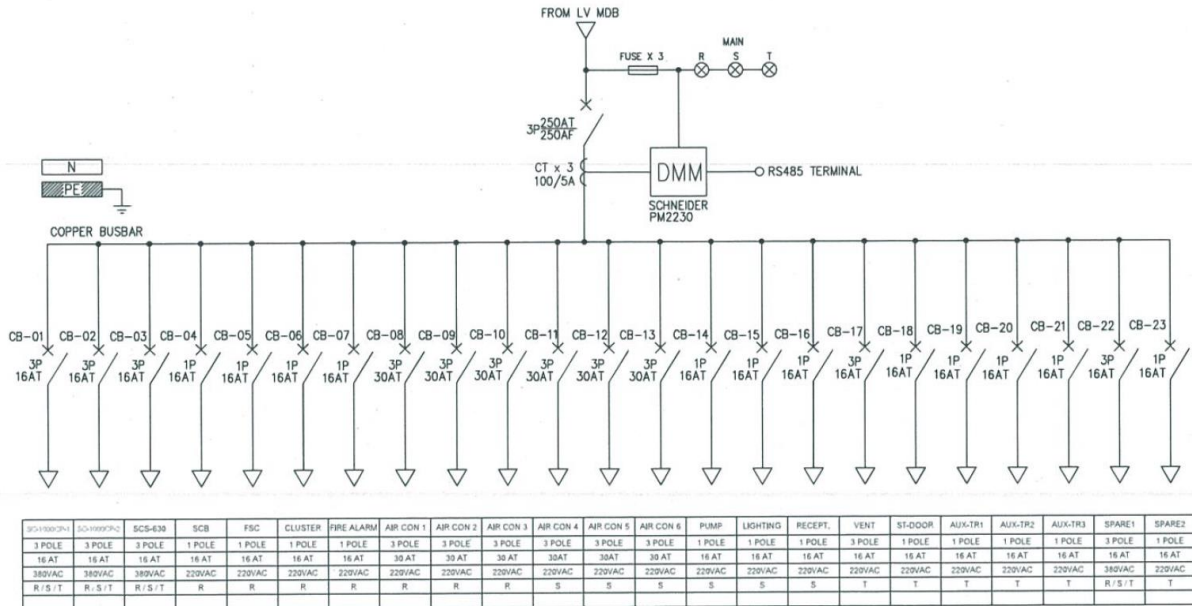 FROM LV MDB
MAIN
FUSE X 3 R S T
3P 250AT
250AF
N
PE
CT x 3
100/5A
DMM
RS485 TERMINAL
SCHNEIDER
PM2230
COPPER BUSBAR
CB-01 CB-02 CB-03 CB-04 CB-05 CB-06 CB-07 CB-08 CB-09 CB-10 CB-11 CB-12 CB-13 CB-14 CB-15 CB-16 CB-17 CB-18 CB-19 CB-20 CB-21 CB-22 CB-23
3P 3P 3P 1P 1P 1P 1P 3P 3P 3P 3P 3P 3P 1P 1P 1P 3P 1P 1P 1P 1P 3P 1P
16AT 16AT 16AT 16AT 16AT 16AT 16AT 30AT 30AT 30AT 30AT 30AT 30AT 16AT 16AT 16AT 16AT 16AT 16AT 16AT 16AT 16AT 16AT
SCS-630 SCB FSC CLUSTER FIRE ALARM AIR CON 1 AIR CON 2 AIR CON 3 AIR CON 4 AIR CON 5 AIR CON 6 PUMP LIGHTING RECEPT. VENT ST-DOOR AUX-TR1 AUX-TR2 AUX-TR3 SPARE1 SPARE2
3 POLE 3 POLE 3 POLE 1 POLE 1 POLE 1 POLE 1 POLE 3 POLE 3 POLE 3 POLE 3 POLE 3 POLE 3 POLE 1 POLE 1 POLE 1 POLE 3 POLE 1 POLE 1 POLE 1 POLE 1 POLE 3 POLE 1 POLE
16 AT 16 AT 16 AT 16 AT 16 AT 16 AT 16 AT 30 AT 30 AT 30 AT 30AT 30AT 30 AT 16 AT 16 AT 16 AT 16 AT 16 AT 16 AT 16 AT 16 AT 16 AT 16 AT
380VAC 380VAC 380VAC 220VAC 220VAC 220VAC 220VAC 220VAC 220VAC 220VAC 220VAC 220VAC 220VAC 220VAC 220VAC 220VAC 220VAC 220VAC 220VAC 220VAC 220VAC 380VAC 220VAC
R/S/T R/S/T R/S/T R R R R R R R S S S S S S T T T T T R/S/T T